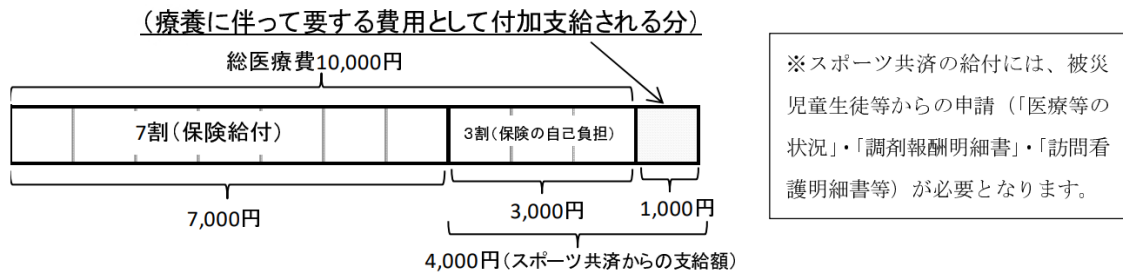 (療養に伴って要する費用として付加支給される分)
総医療費10,000円
7割(保険給付)
3割(保険の自己負担)
7,000円
3,000円
1,000円
4,000円(スポーツ共済からの支給額)
※スポーツ共済の給付には、被災
児童生徒等からの申請(「医療等の
状況」・「調剤報酬明細書」・「訪問看
護明細書等)が必要となります。